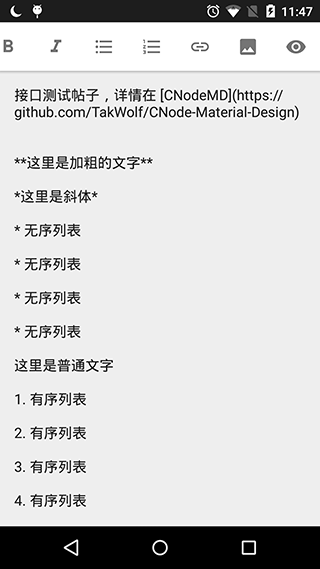 11:47
B I
接口测试帖子，详情在 [CNodeMD](https://
github.com/TakWolf/CNode-Material-Design)
**这里是加粗的文字**
*这里是斜体*
* 无序列表
* 无序列表
* 无序列表
* 无序列表
这里是普通文字
1. 有序列表
2. 有序列表
3. 有序列表
4. 有序列表